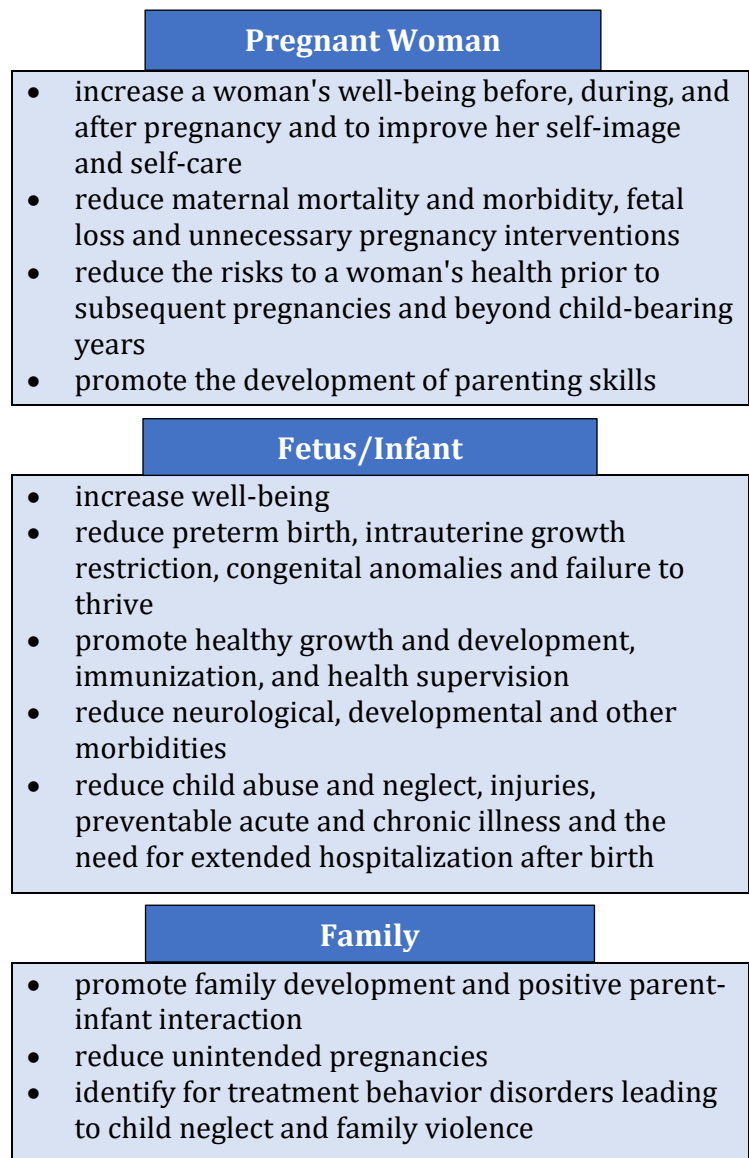 Pregnant Woman
• increase a woman's well-being before, during, and
after pregnancy and to improve her self-image
and self-care
• reduce maternal mortality and morbidity, fetal
loss and unnecessary pregnancy interventions
• reduce the risks to a woman's health prior to
subsequent pregnancies and beyond child-bearing
years
• promote the development of parenting skills
Fetus/Infant
• increase well-being
• reduce preterm birth, intrauterine growth
restriction, congenital anomalies and failure to
thrive
• promote healthy growth and development,
immunization, and health supervision
• reduce neurological, developmental and other
morbidities
• reduce child abuse and neglect, injuries,
preventable acute and chronic illness and the
need for extended hospitalization after birth
Family
• promote family development and positive parent-
infant interaction
• reduce unintended pregnancies
• identify for treatment behavior disorders leading
to child neglect and family violence